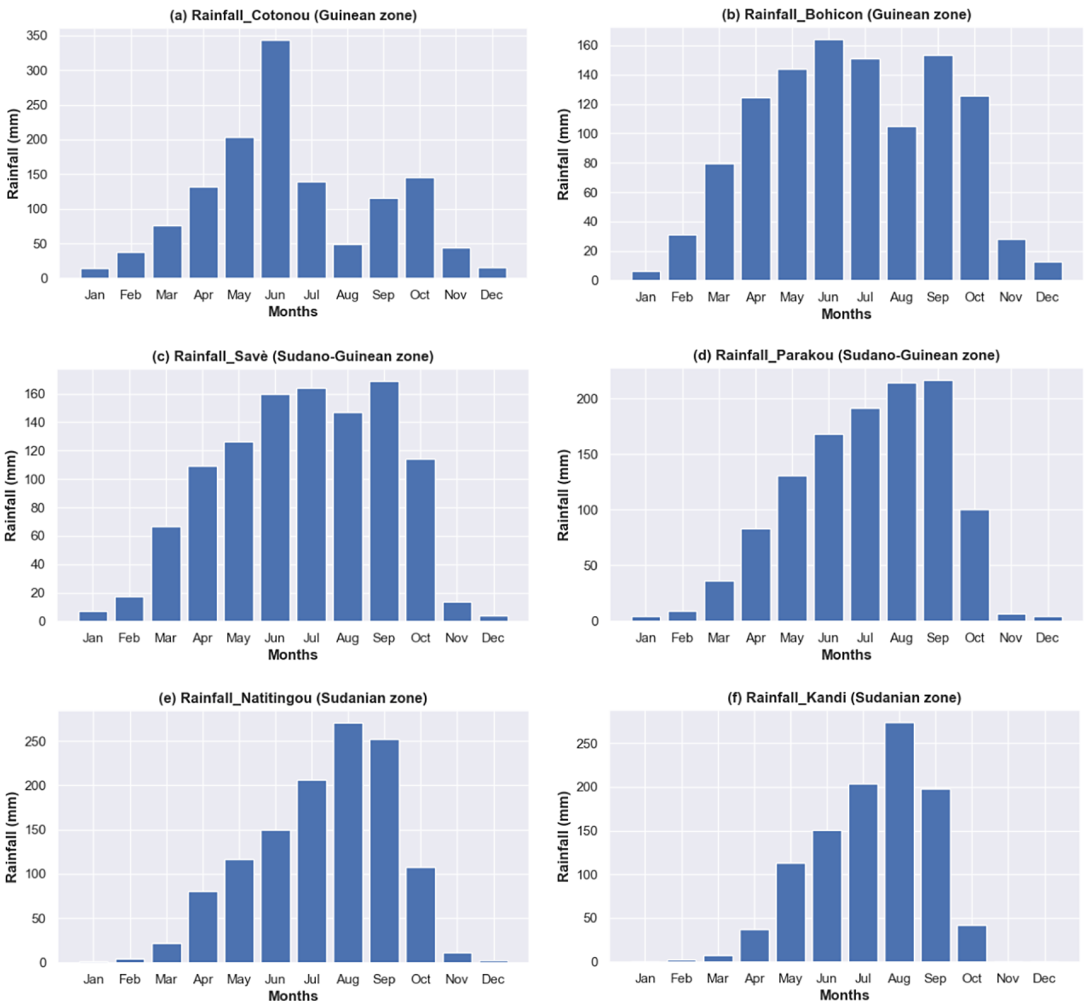 (a) Rainfall_Cotonou (Guinean zone)
350
300
250
200
150
100
50
0
Rainfall (mm)
Jan Feb Mar Apr May Jun Jul Aug Sep Oct Nov Dec
Months
(b) Rainfall_Bohicon (Guinean zone)
160
140
120
100
80
60
40
20
0
Rainfall (mm)
Jan Feb Mar Apr May Jun Jul Aug Sep Oct Nov Dec
Months
(c) Rainfall_Savè (Sudano-Guinean zone)
160
140
120
100
80
60
40
20
0
Rainfall (mm)
Jan Feb Mar Apr May Jun Jul Aug Sep Oct Nov Dec
Months
(d) Rainfall_Parakou (Sudano-Guinean zone)
200
150
100
50
0
Rainfall (mm)
Jan Feb Mar Apr May Jun Jul Aug Sep Oct Nov Dec
Months
(e) Rainfall_Natitingou (Sudanian zone)
250
200
150
100
50
0
Rainfall (mm)
Jan Feb Mar Apr May Jun Jul Aug Sep Oct Nov Dec
Months
(f) Rainfall_Kandi (Sudanian zone)
250
200
150
100
50
0
Rainfall (mm)
Jan Feb Mar Apr May Jun Jul Aug Sep Oct Nov Dec
Months